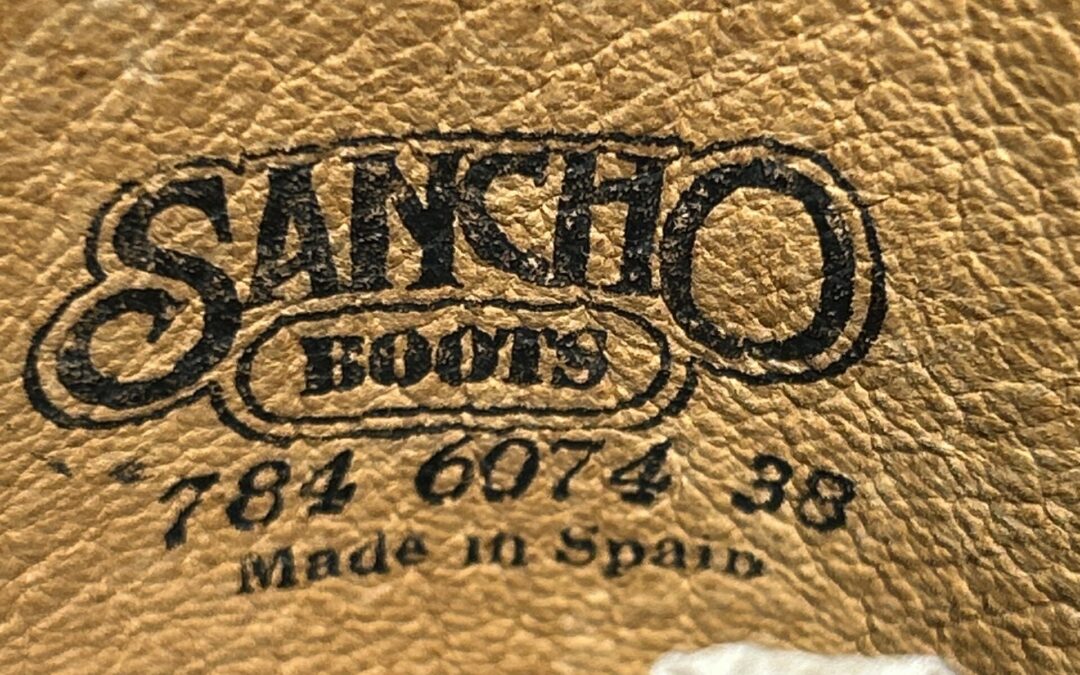 SANCHO
BOOTS
784 6074 38
Made in Spain